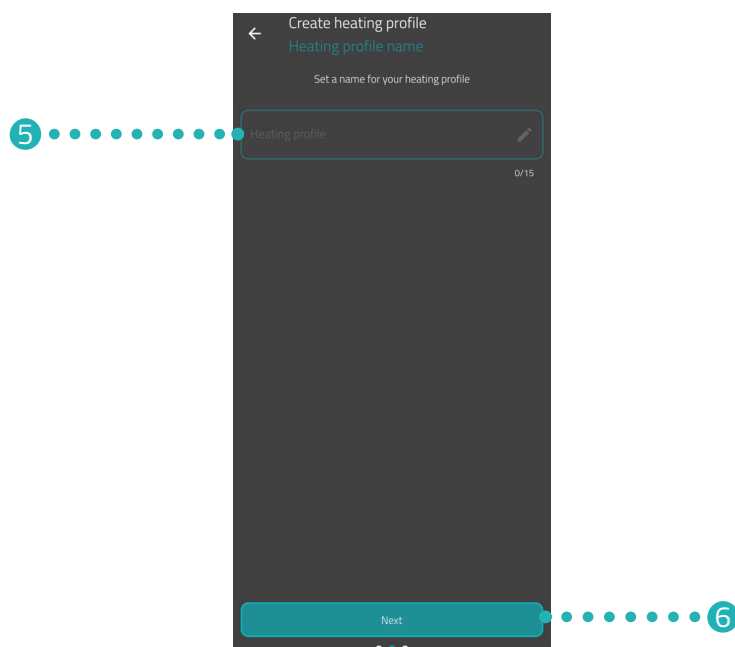 Create heating profile
Heating profile name
Set a name for your heating profile
5
Heating profile
0/15
Next
6